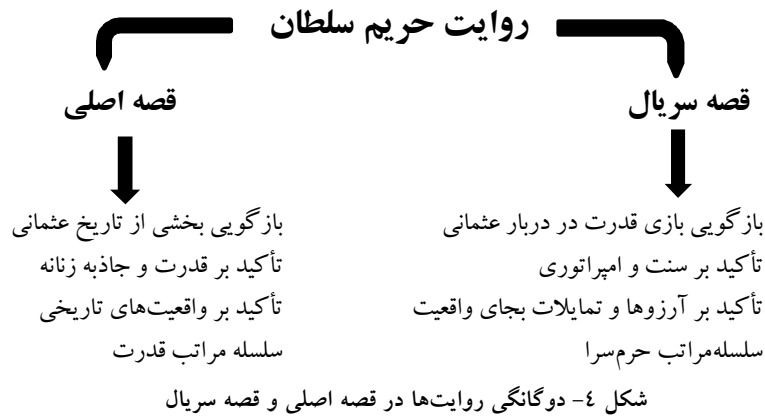 روایت حریم سلطان
قصه سریال
قصه اصلی
بازگویی بازی قدرت در دربار عثمانی
تأکید بر سنت و امپراتوری
تأکید بر آرزوها و تمایلات بجای واقعیت
سلسله‌مراتب حرم‌سرا
بازگویی بخشی از تاریخ عثمانی
تأکید بر قدرت و جاذبه زنانه
تأکید بر واقعیت‌های تاریخی
سلسله مراتب قدرت
شکل ٤- دوگانگی روایت‌ها در قصه اصلی و قصه سریال